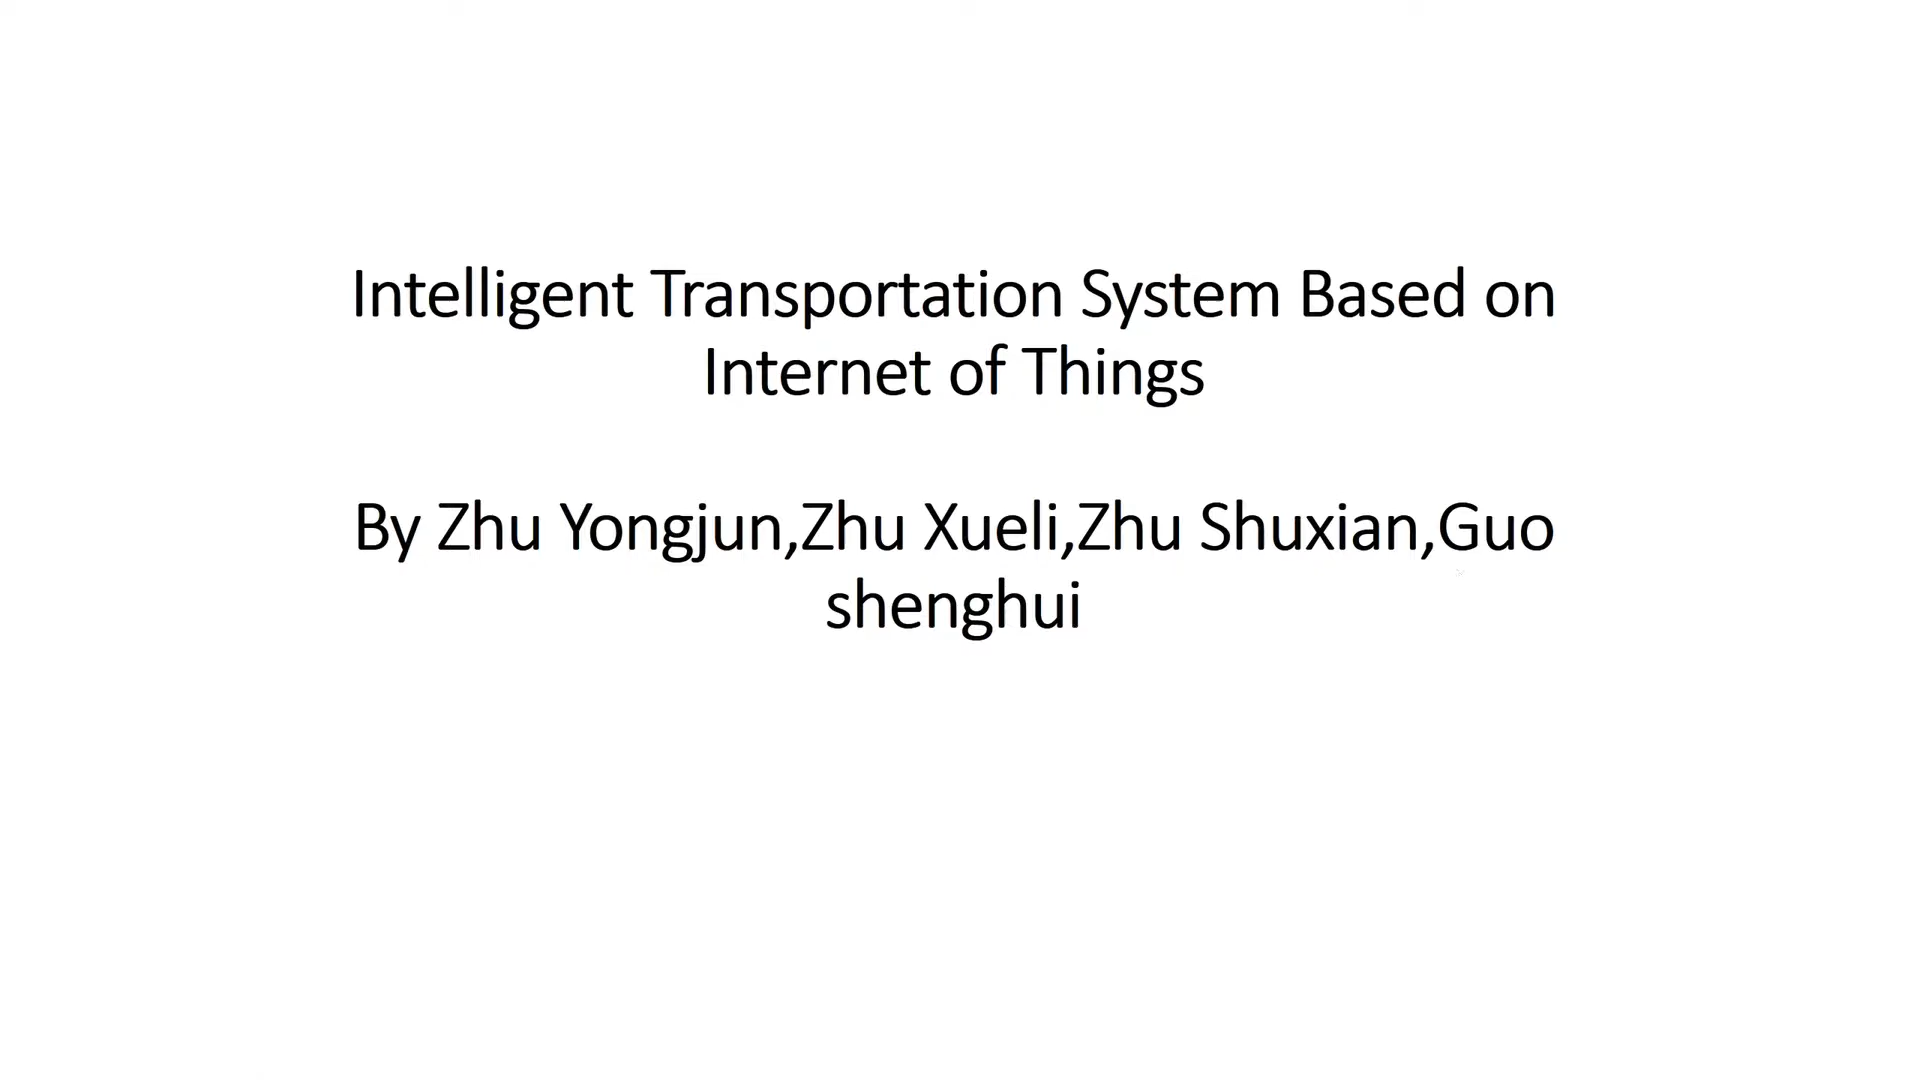 Intelligent Transportation System Based on
Internet of Things
By Zhu Yongjun,Zhu Xueli,Zhu Shuxian,Guo
shenghui